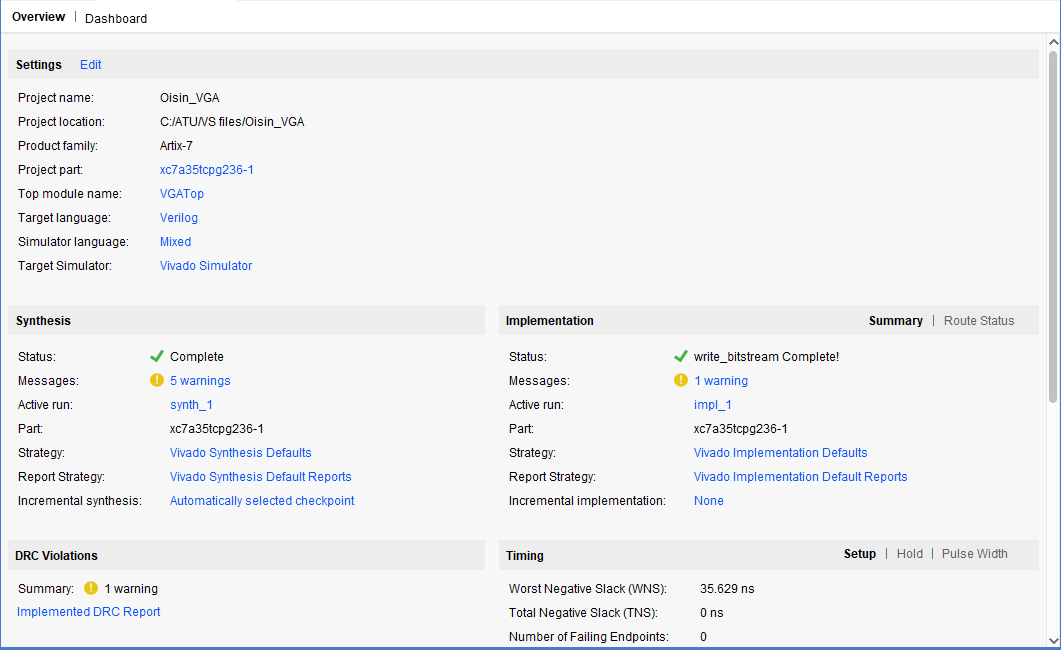 Overview | Dashboard
Settings Edit
Project name: Oisin_VGA
Project location: C:/ATU/VS files/Oisin_VGA
Product family: Artix-7
Project part: xc7a35tcpg236-1
Top module name: VGATop
Target language: Verilog
Simulator language: Mixed
Target Simulator: Vivado Simulator
Synthesis
Status: Complete
Messages: 5 warnings
Active run: synth_1
Part: xc7a35tcpg236-1
Strategy: Vivado Synthesis Defaults
Report Strategy: Vivado Synthesis Default Reports
Incremental synthesis: Automatically selected checkpoint
Implementation Summary | Route Status
Status: write_bitstream Complete!
Messages: 1 warning
Active run: impl_1
Part: xc7a35tcpg236-1
Strategy: Vivado Implementation Defaults
Report Strategy: Vivado Implementation Default Reports
Incremental implementation: None
DRC Violations
Summary: 1 warning
Implemented DRC Report
Timing Setup | Hold | Pulse Width
Worst Negative Slack (WNS): 35.629 ns
Total Negative Slack (TNS): 0 ns
Number of Failing Endpoints: 0